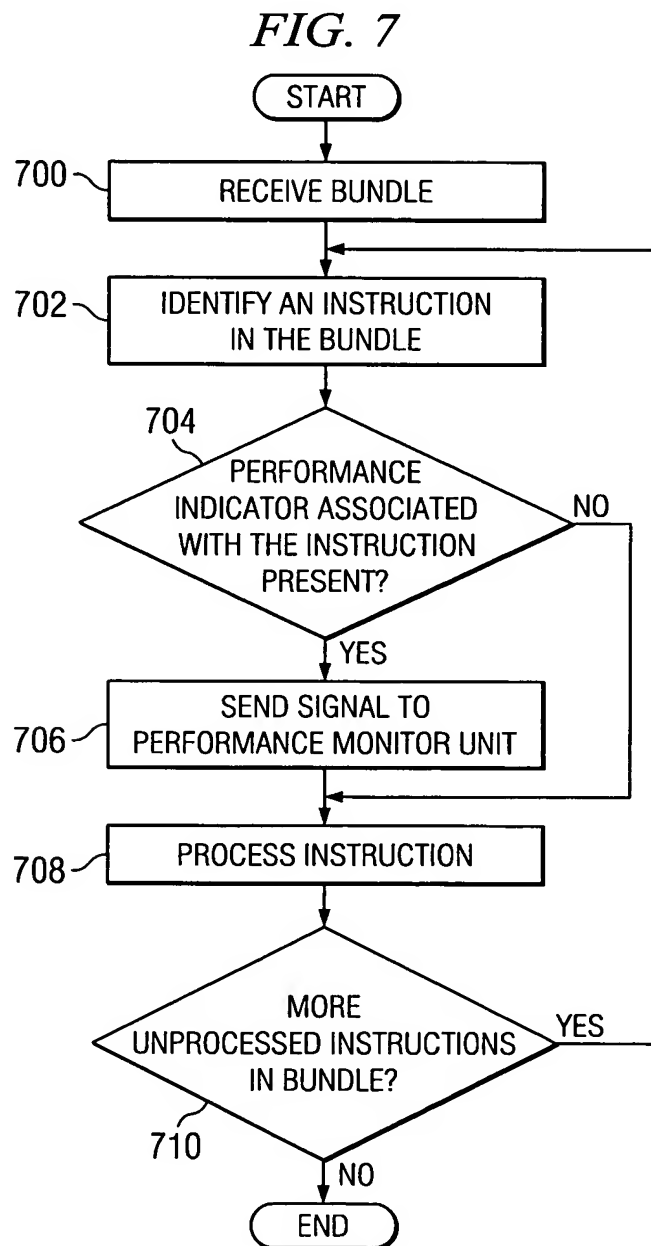 FIG. 7
START
700
RECEIVE BUNDLE
702
IDENTIFY AN INSTRUCTION
IN THE BUNDLE
704
PERFORMANCE
INDICATOR ASSOCIATED
WITH THE INSTRUCTION
PRESENT?
NO
YES
706
SEND SIGNAL TO
PERFORMANCE MONITOR UNIT
708
PROCESS INSTRUCTION
MORE
UNPROCESSED INSTRUCTIONS
IN BUNDLE?
YES
710
NO
END